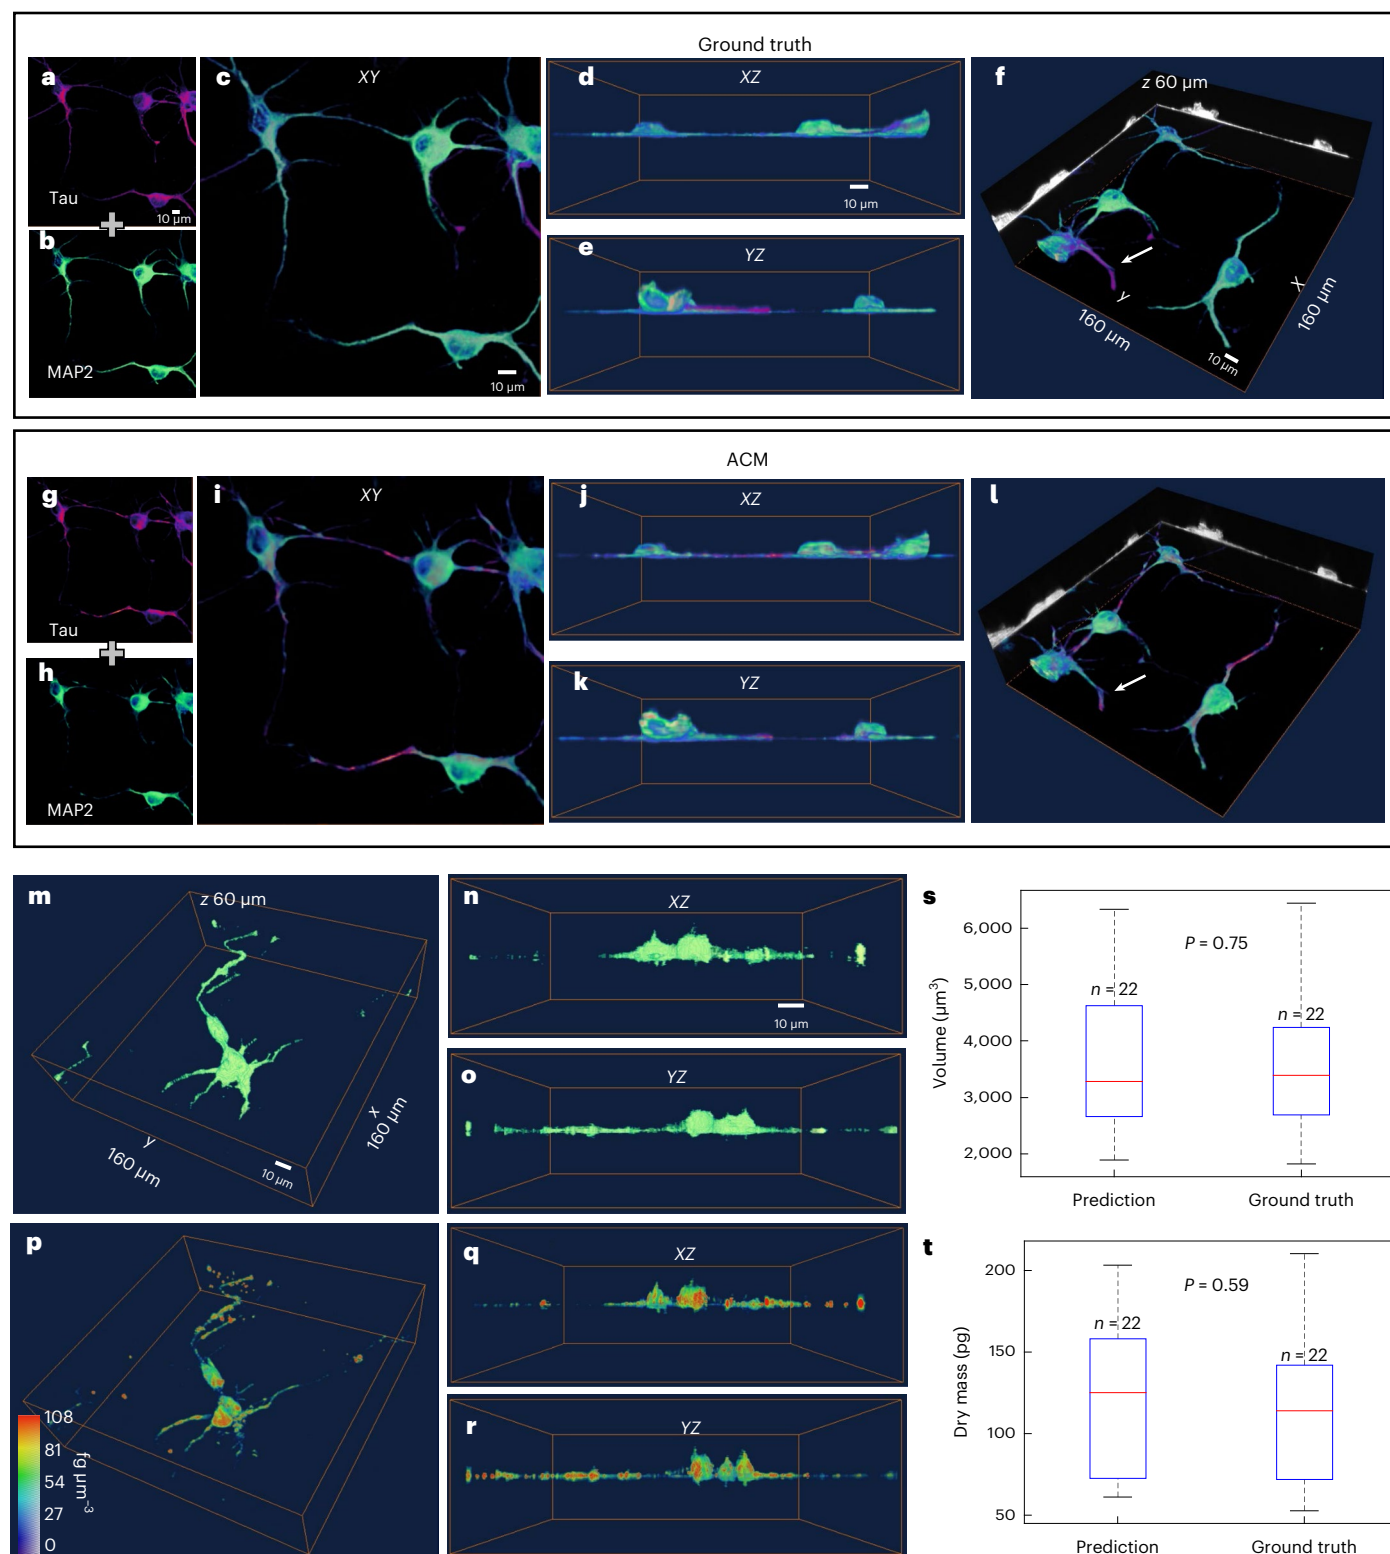 Ground truth
a
Tau
10 µm
b
MAP2
c
XY
10 µm
d
XZ
10 µm
e
YZ
f
z 60 µm
y
160 µm
X
160 µm
10 µm
ACM
g
Tau
h
MAP2
i
XY
j
XZ
k
YZ
l
m
z 60 µm
y
160 µm
x
160 µm
10 µm
n
XZ
10 µm
o
YZ
p
108
81
54
27
0
fg µm⁻³
q
XZ
r
YZ
s
Volume (µm³)
6,000
5,000
4,000
3,000
2,000
P = 0.75
n = 22
n = 22
Prediction
Ground truth
t
Dry mass (pg)
200
150
100
50
P = 0.59
n = 22
n = 22
Prediction
Ground truth